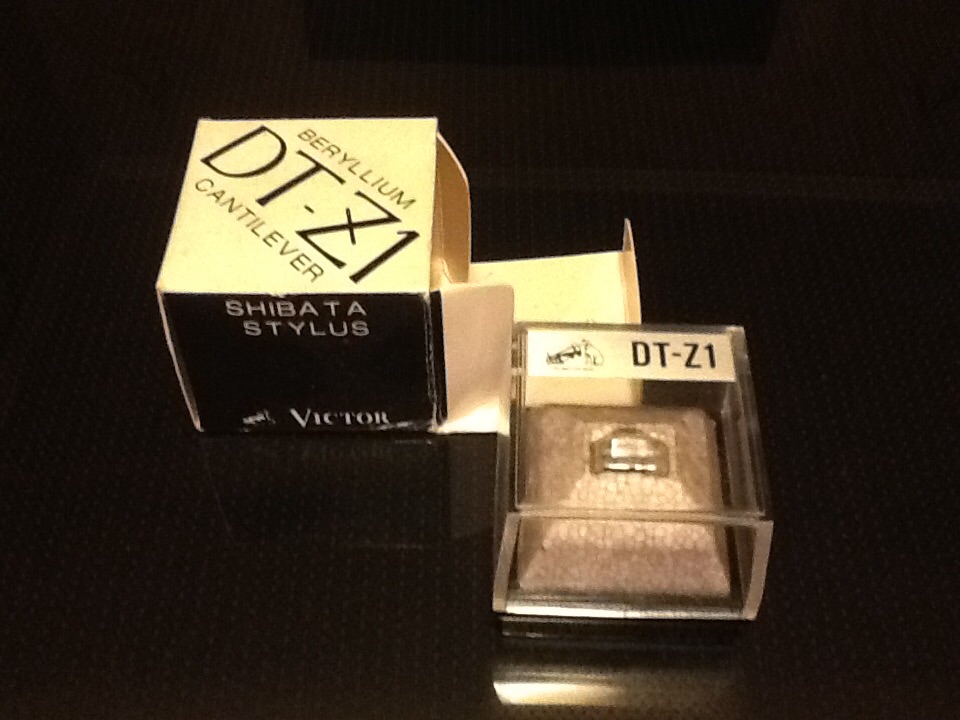 BERYLLIUM
DT-Z1
CANTILEVER
SHIBATA
STYLUS
VICTOR
DT-Z1